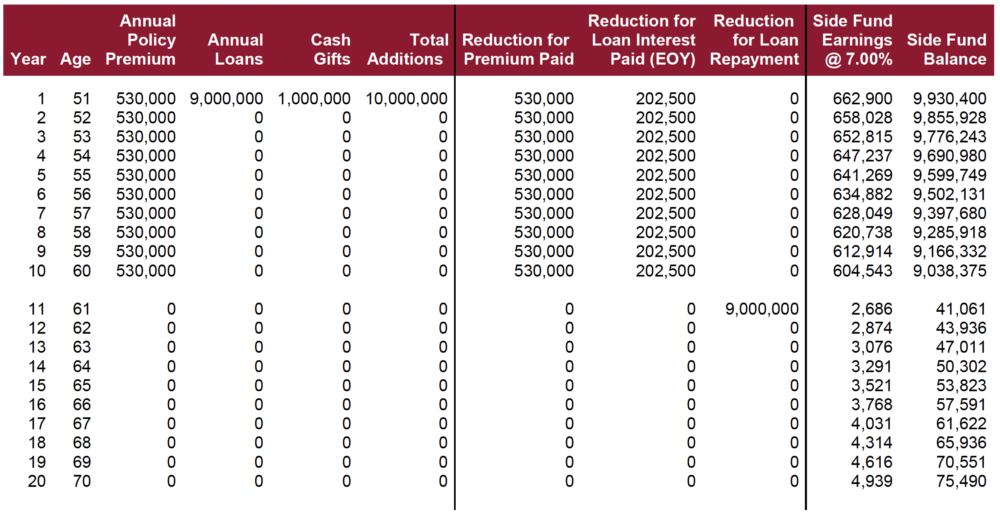 Annual Reduction for Reduction Side Fund
Policy Annual Cash Total Reduction for Loan Interest for Loan Earnings Side Fund
Year Age Premium Loans Gifts Additions Premium Paid Paid (EOY) Repayment @ 7.00% Balance
1 51 530,000 9,000,000 1,000,000 10,000,000 530,000 202,500 0 662,900 9,930,400
2 52 530,000 0 0 0 530,000 202,500 0 658,028 9,855,928
3 53 530,000 0 0 0 530,000 202,500 0 652,815 9,776,243
4 54 530,000 0 0 0 530,000 202,500 0 647,237 9,690,980
5 55 530,000 0 0 0 530,000 202,500 0 641,269 9,599,749
6 56 530,000 0 0 0 530,000 202,500 0 634,882 9,502,131
7 57 530,000 0 0 0 530,000 202,500 0 628,049 9,397,680
8 58 530,000 0 0 0 530,000 202,500 0 620,738 9,285,918
9 59 530,000 0 0 0 530,000 202,500 0 612,914 9,166,332
10 60 530,000 0 0 0 530,000 202,500 0 604,543 9,038,375
11 61 0 0 0 0 0 0 9,000,000 2,686 41,061
12 62 0 0 0 0 0 0 0 2,874 43,936
13 63 0 0 0 0 0 0 0 3,076 47,011
14 64 0 0 0 0 0 0 0 3,291 50,302
15 65 0 0 0 0 0 0 0 3,521 53,823
16 66 0 0 0 0 0 0 0 3,768 57,591
17 67 0 0 0 0 0 0 0 4,031 61,622
18 68 0 0 0 0 0 0 0 4,314 65,936
19 69 0 0 0 0 0 0 0 4,616 70,551
20 70 0 0 0 0 0 0 0 4,939 75,490